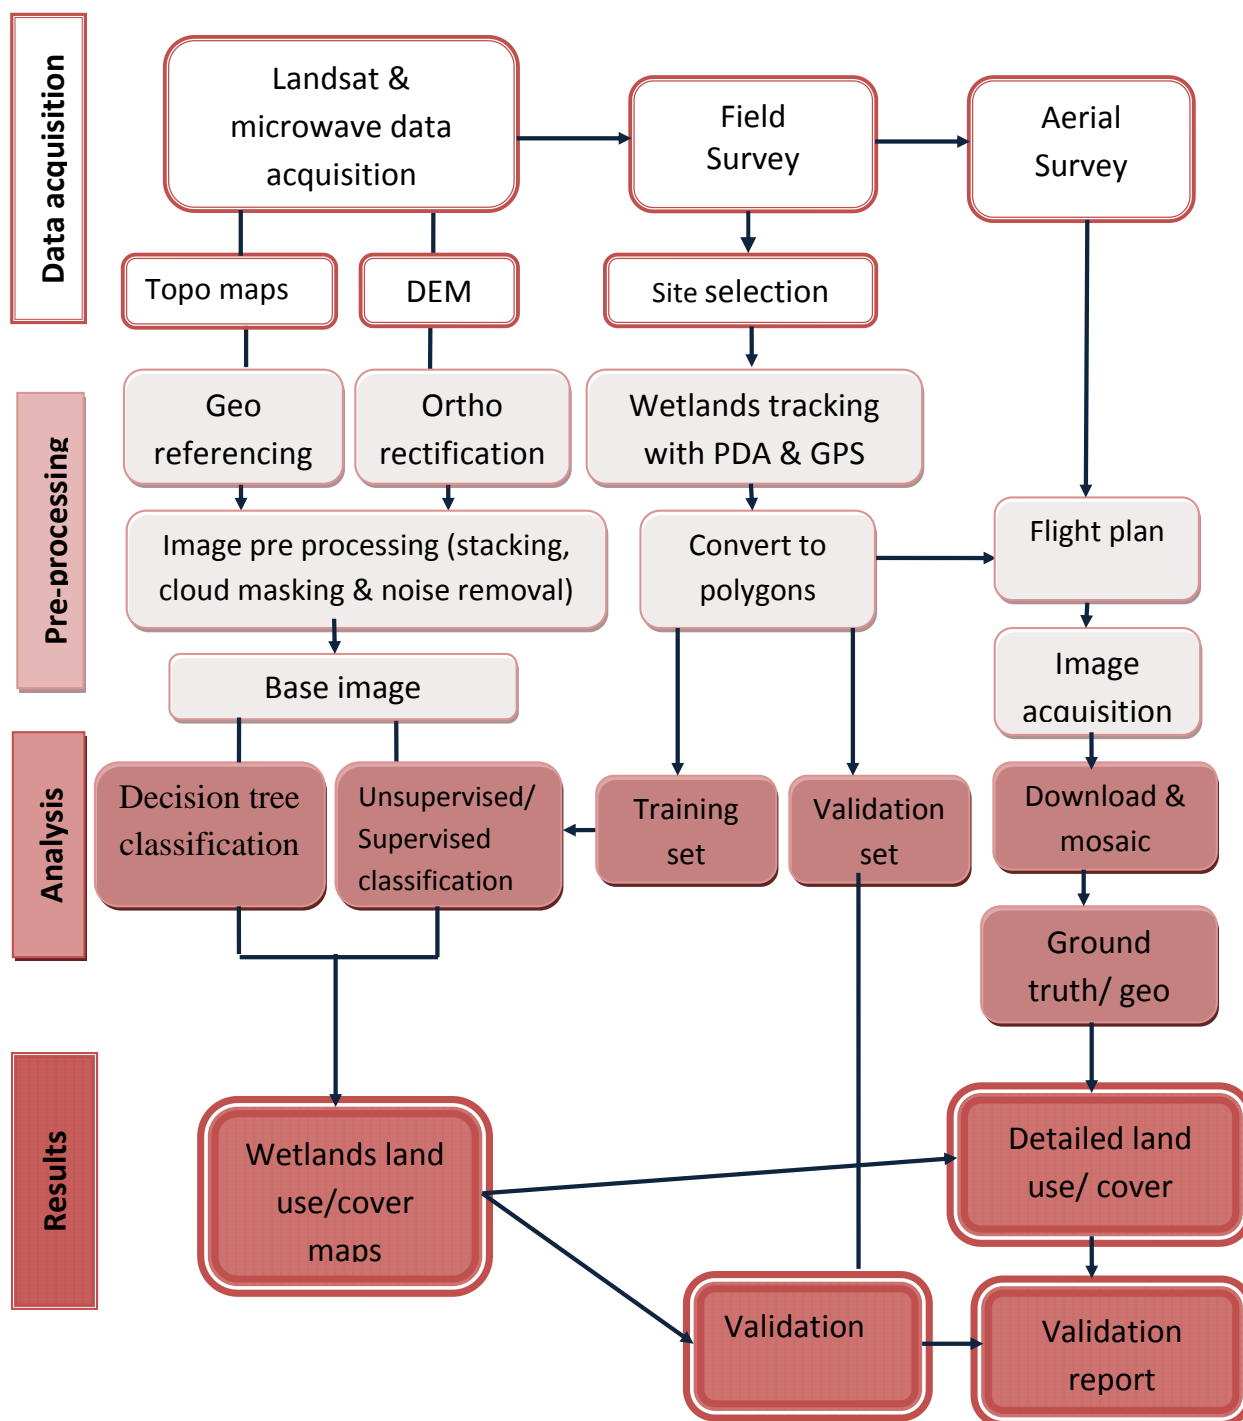 Data acquisition
Landsat &
microwave data
acquisition
Field
Survey
Aerial
Survey
Topo maps
DEM
Site selection
Pre-processing
Geo
referencing
Ortho
rectification
Wetlands tracking
with PDA & GPS
Image pre processing (stacking,
cloud masking & noise removal)
Convert to
polygons
Flight plan
Base image
Image
acquisition
Analysis
Decision tree
classification
Unsupervised/
Supervised
classification
Training
set
Validation
set
Download &
mosaic
Ground
truth/ geo
Results
Wetlands land
use/cover
maps
Detailed land
use/ cover
Validation
Validation
report